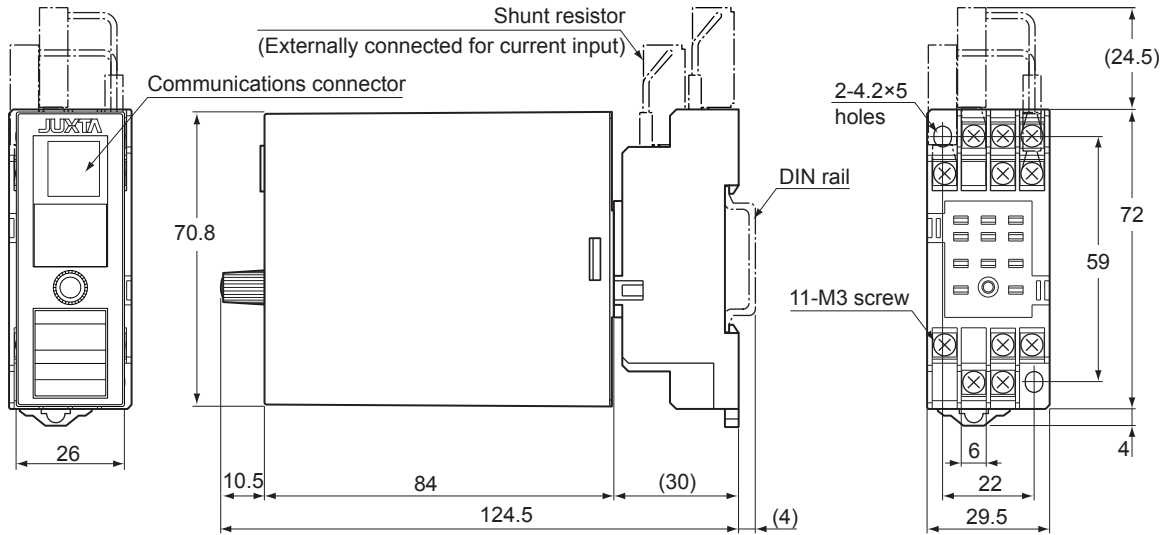 Shunt resistor
(Externally connected for current input)
Communications connector
JUXTA
70.8
26
DIN rail
10.5
84
(30)
124.5
(4)
2-4.2×5
holes
11-M3 screw
(24.5)
72
59
6
4
22
29.5